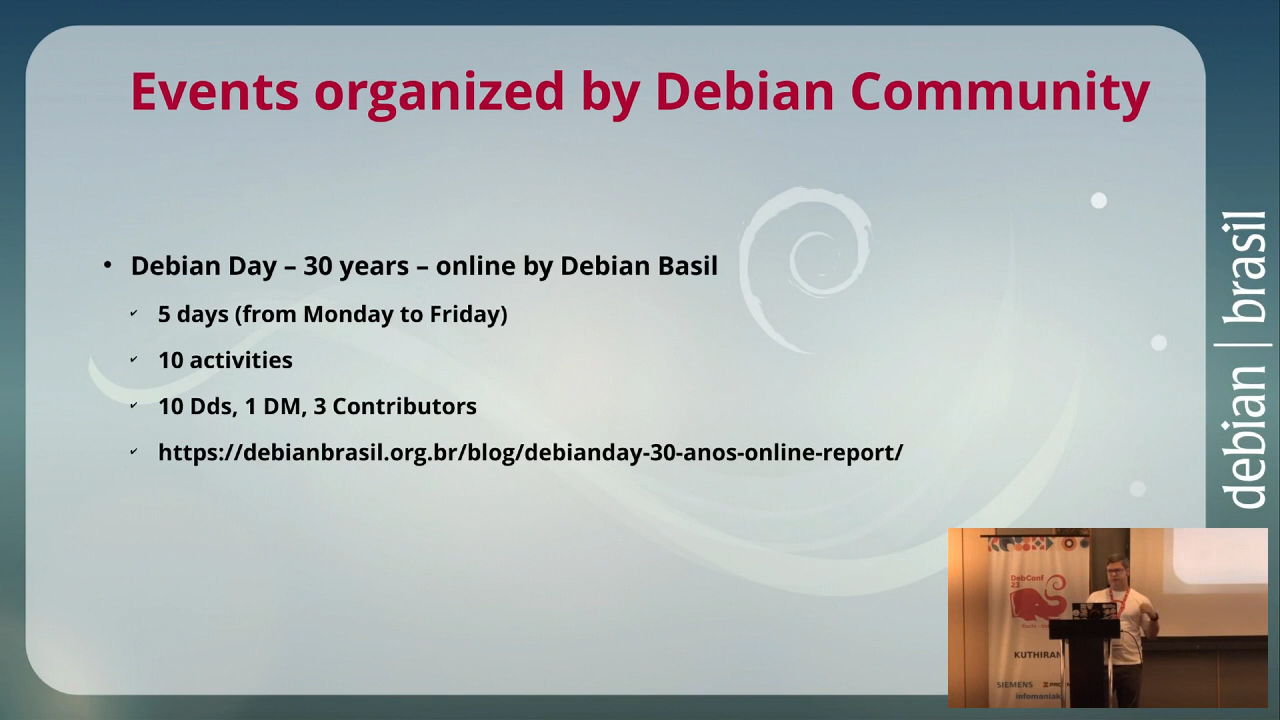 Events organized by Debian Community
Debian Day – 30 years – online by Debian Basil
5 days (from Monday to Friday)
10 activities
10 Dds, 1 DM, 3 Contributors
https://debianbrasil.org.br/blog/debianday-30-anos-online-report/
debian | brasil
DebConf
23
KUTHIRAN
SIEMENS
infomaniak